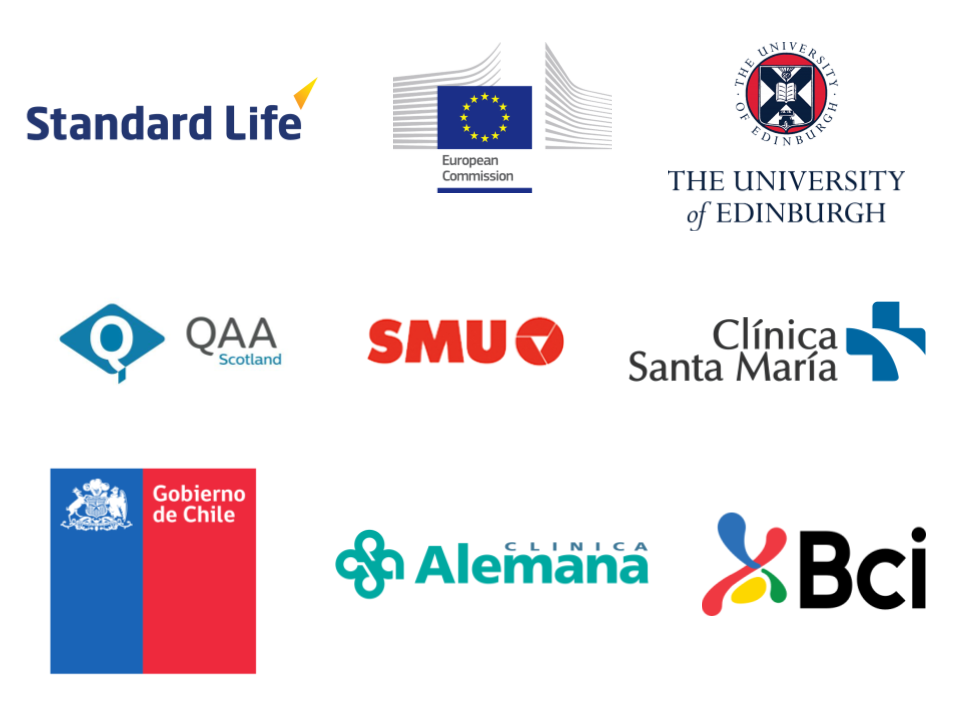 Standard Life
European
Commission
THE UNIVERSITY
OF EDINBURGH
THE UNIVERSITY
of EDINBURGH
Q
QAA
Scotland
SMU
Clínica
Santa María
Gobierno
de Chile
CLINICA
Alemana
Bci